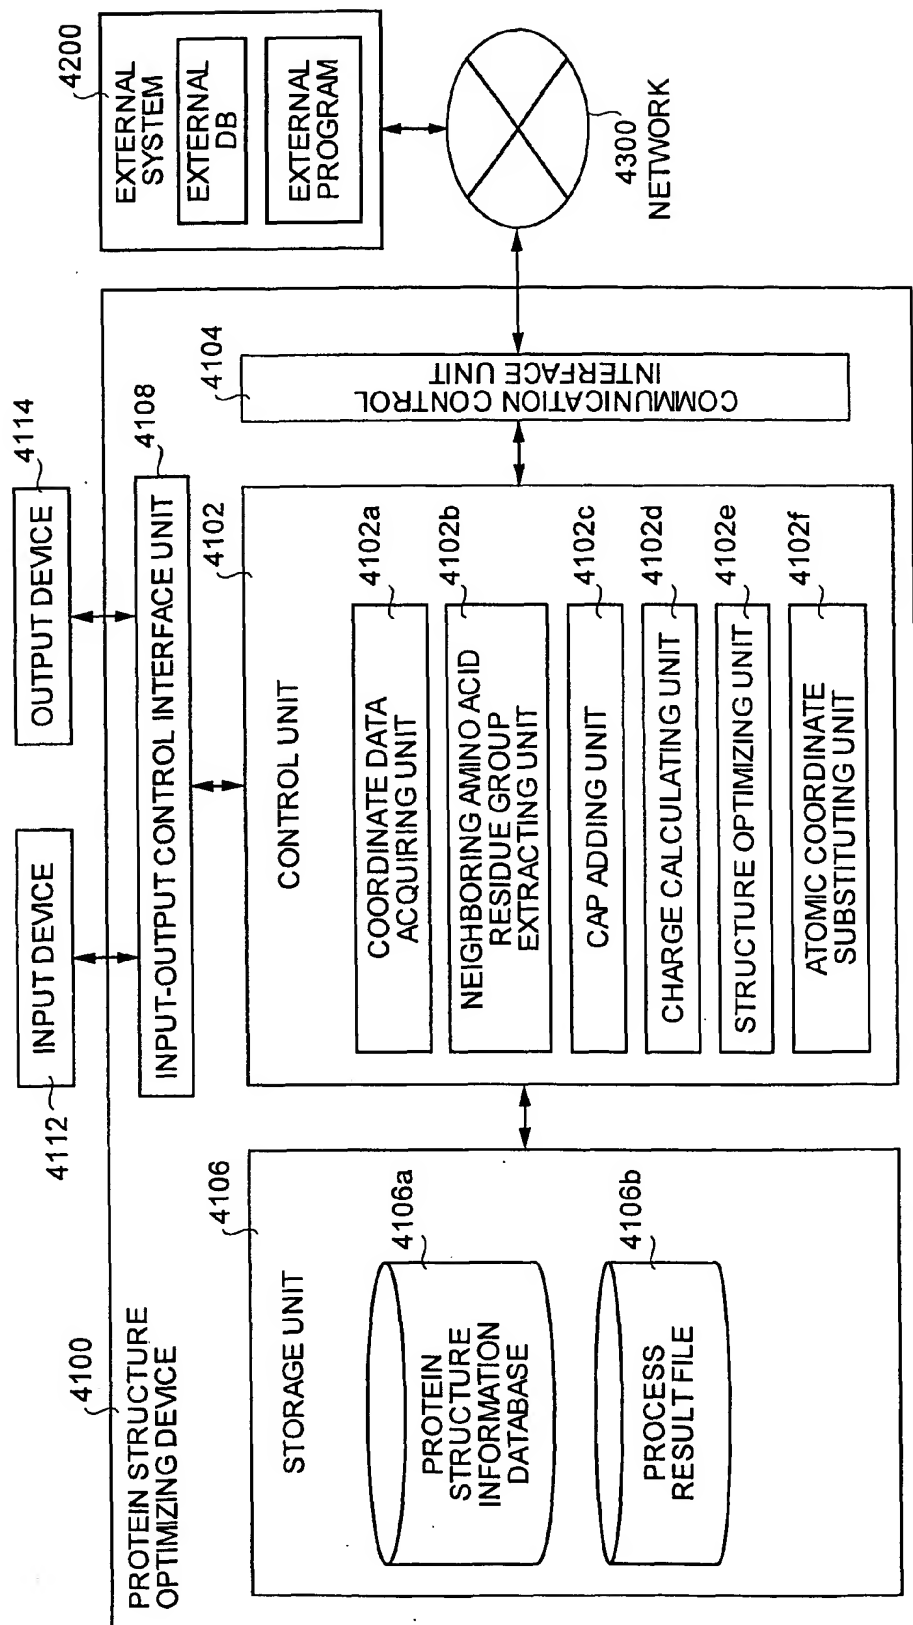 4100
PROTEIN STRUCTURE
OPTIMIZING DEVICE
4112
INPUT DEVICE
OUTPUT DEVICE
4114
INPUT-OUTPUT CONTROL INTERFACE UNIT
4108
4106
STORAGE UNIT
PROTEIN
STRUCTURE
INFORMATION
DATABASE
4106a
PROCESS
RESULT FILE
4106b
4102
CONTROL UNIT
COORDINATE DATA
ACQUIRING UNIT
4102a
NEIGHBORING AMINO ACID
RESIDUE GROUP
EXTRACTING UNIT
4102b
CAP ADDING UNIT
4102c
CHARGE CALCULATING UNIT
4102d
STRUCTURE OPTIMIZING UNIT
4102e
ATOMIC COORDINATE
SUBSTITUTING UNIT
4102f
4104
COMMUNICATION CONTROL
INTERFACE UNIT
4200
EXTERNAL
SYSTEM
EXTERNAL
DB
EXTERNAL
PROGRAM
4300
NETWORK